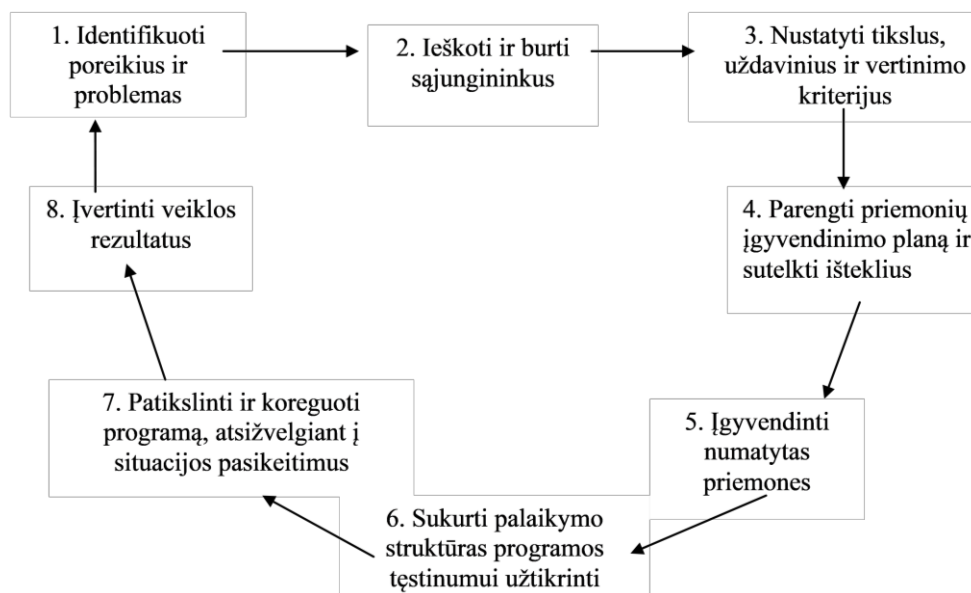 1. Identifikuoti
poreikius ir
problemas
2. Ieškoti ir burti
sąjungininkus
3. Nustatyti tikslus,
uždavinius ir vertinimo
kriterijus
4. Parengti priemonių
įgyvendinimo planą ir
sutelkti išteklius
5. Įgyvendinti
numatytas
priemones
6. Sukurti palaikymo
struktūras programos
tęstinumui užtikrinti
7. Patikslinti ir koreguoti
programą, atsižvelgiant į
situacijos pasikeitimus
8. Įvertinti veiklos
rezultatus